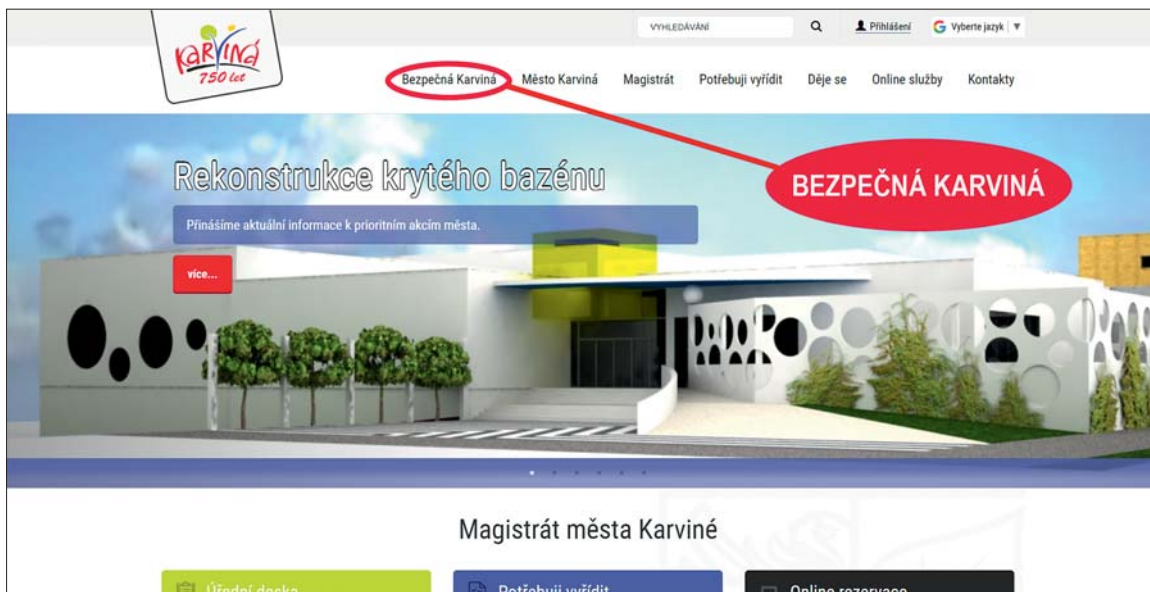 VYHLEDÁVÁNÍ
Přihlášení
G Vyberte jazyk ▼
KARVINÁ
750 let
Bezpečná Karviná Město Karviná Magistrát Potřebuji vyřídit Děje se Online služby Kontakty
Rekonstrukce krytého bazénu
BEZPEČNÁ KARVINÁ
Přinášíme aktuální informace k prioritním akcím města.
více...
Magistrát města Karviné
Úřední deska
Potřebuji vyřídit
Online rezervace